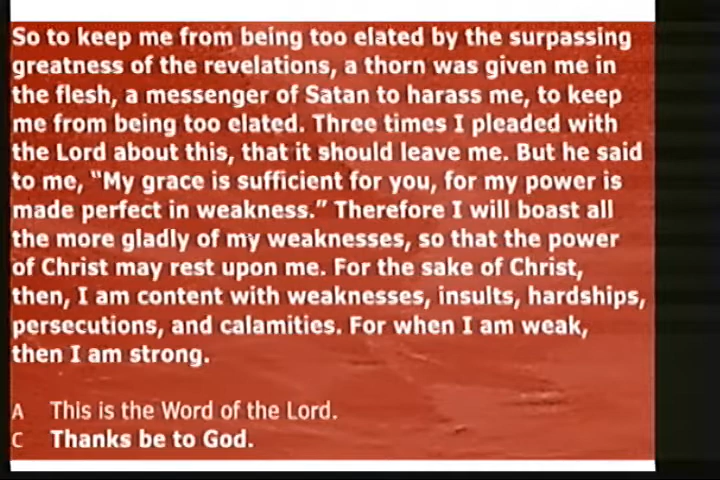 So to keep me from being too elated by the surpassing
greatness of the revelations, a thorn was given me in
the flesh, a messenger of Satan to harass me, to keep
me from being too elated. Three times I pleaded with
the Lord about this, that it should leave me. But he said
to me, “My grace is sufficient for you, for my power is
made perfect in weakness.” Therefore I will boast all
the more gladly of my weaknesses, so that the power
of Christ may rest upon me. For the sake of Christ,
then, I am content with weaknesses, insults, hardships,
persecutions, and calamities. For when I am weak,
then I am strong.
A This is the Word of the Lord.
C Thanks be to God.